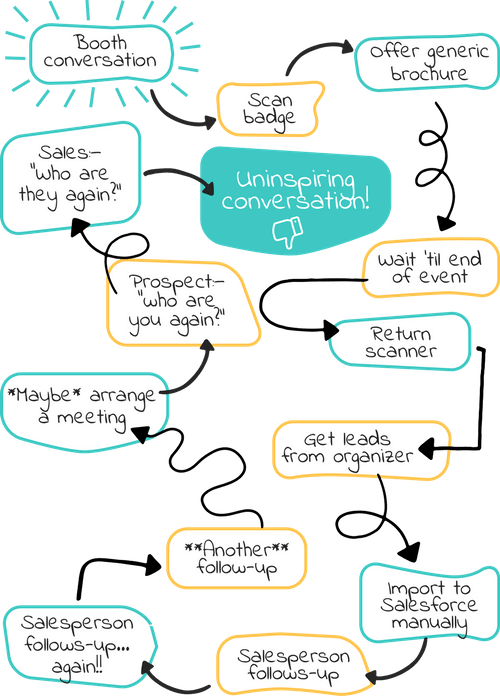 Booth
conversation
Scan
badge
Offer generic
brochure
Wait 'til end
of event
Return
scanner
Get leads
from organizer
Import to
Salesforce
manually
Salesperson
follows-up
Salesperson
follows-up...
again!!
**Another**
follow-up
*Maybe* arrange
a meeting
Prospect:-
"who are
you again?"
Sales:-
"who are
they again?"
Uninspiring
conversation!